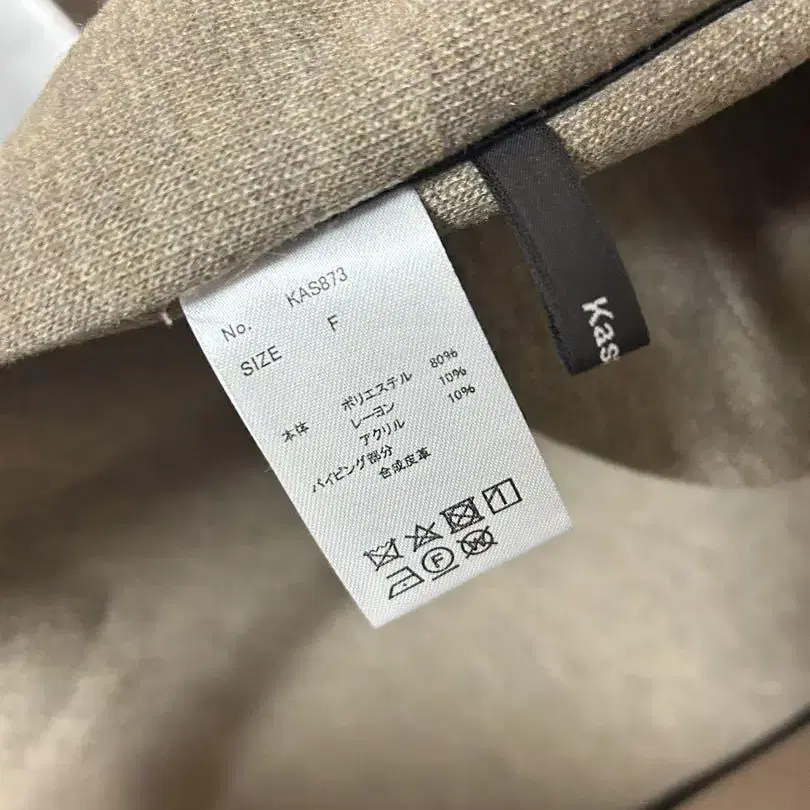 No. KAS873
SIZE F
本体 ポリエステル 80%
レーヨン 10%
アクリル 10%
パイピング部分 合成皮革
F
Kas